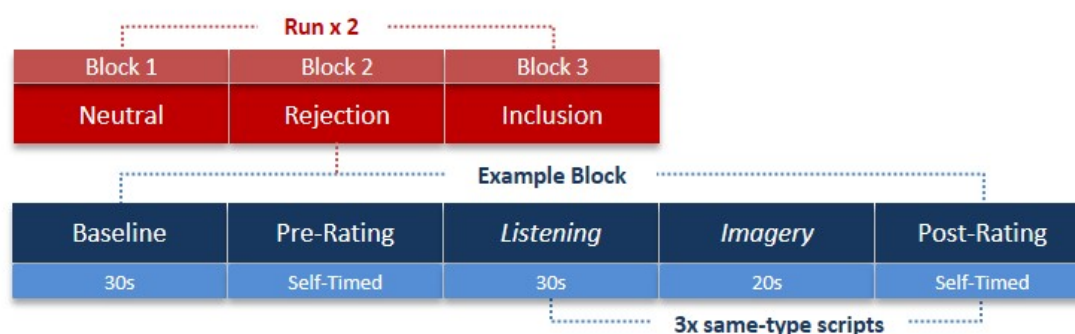 Run x 2
Block 1 Block 2 Block 3
Neutral Rejection Inclusion
Example Block
Baseline Pre-Rating Listening Imagery Post-Rating
30s Self-Timed 30s 20s Self-Timed
3x same-type scripts